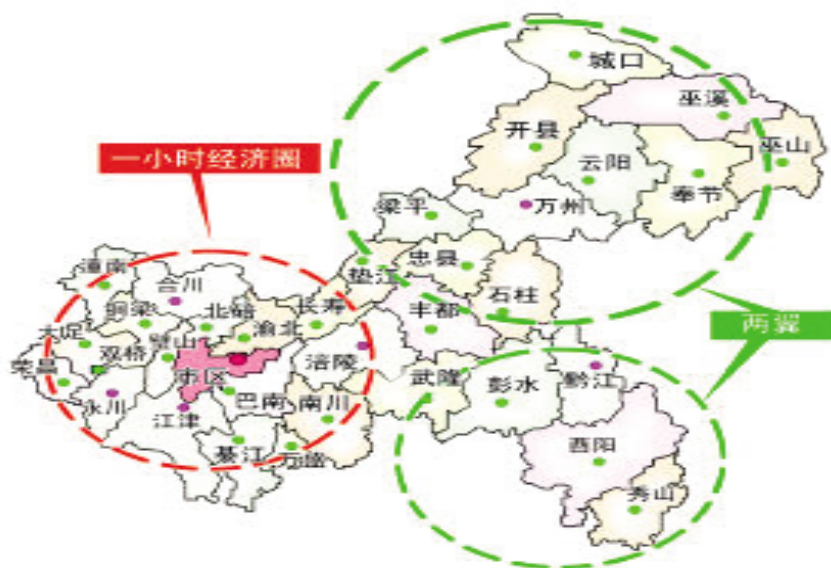 城口
巫溪
开县
巫山
一小时经济圈
云阳
奉节
梁平
万州
忠县
垫江
潼南
合川
石柱
长寿
铜梁
北碚
丰都
渝北
两翼
大足
璧山
双桥
荣昌
市区
涪陵
武隆
彭水
黔江
永川
巴南
江津
南川
綦江
万盛
酉阳
秀山